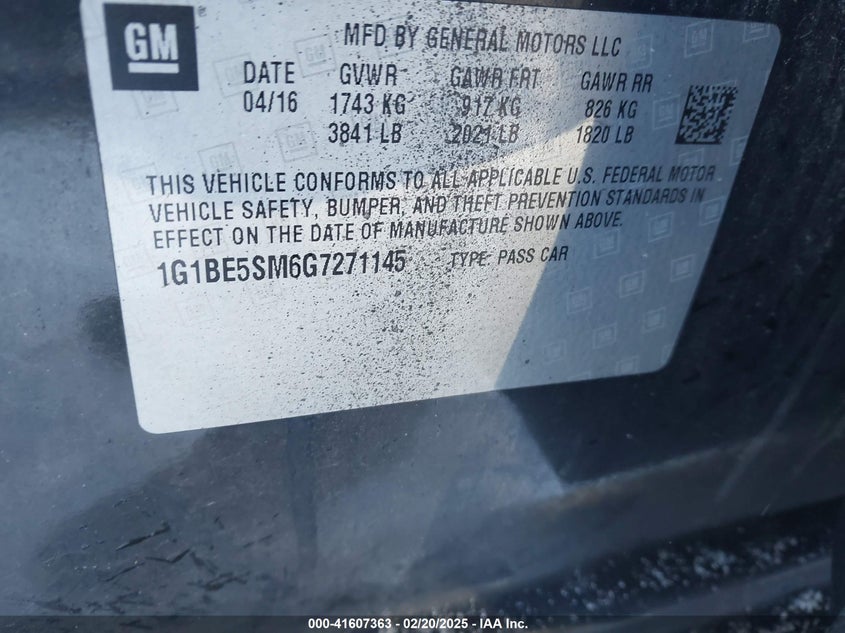 GM
®
MFD BY GENERAL MOTORS LLC
DATE GVWR GAWR FRT GAWR RR
04/16 1743 KG 917 KG 826 KG
3841 LB 2021 LB 1820 LB
THIS VEHICLE CONFORMS TO ALL APPLICABLE U.S. FEDERAL MOTOR
VEHICLE SAFETY, BUMPER, AND THEFT PREVENTION STANDARDS IN
EFFECT ON THE DATE OF MANUFACTURE SHOWN ABOVE.
1G1BE5SM6G7271145 TYPE: PASS CAR
000-41607363 - 02/20/2025 - IAA Inc.